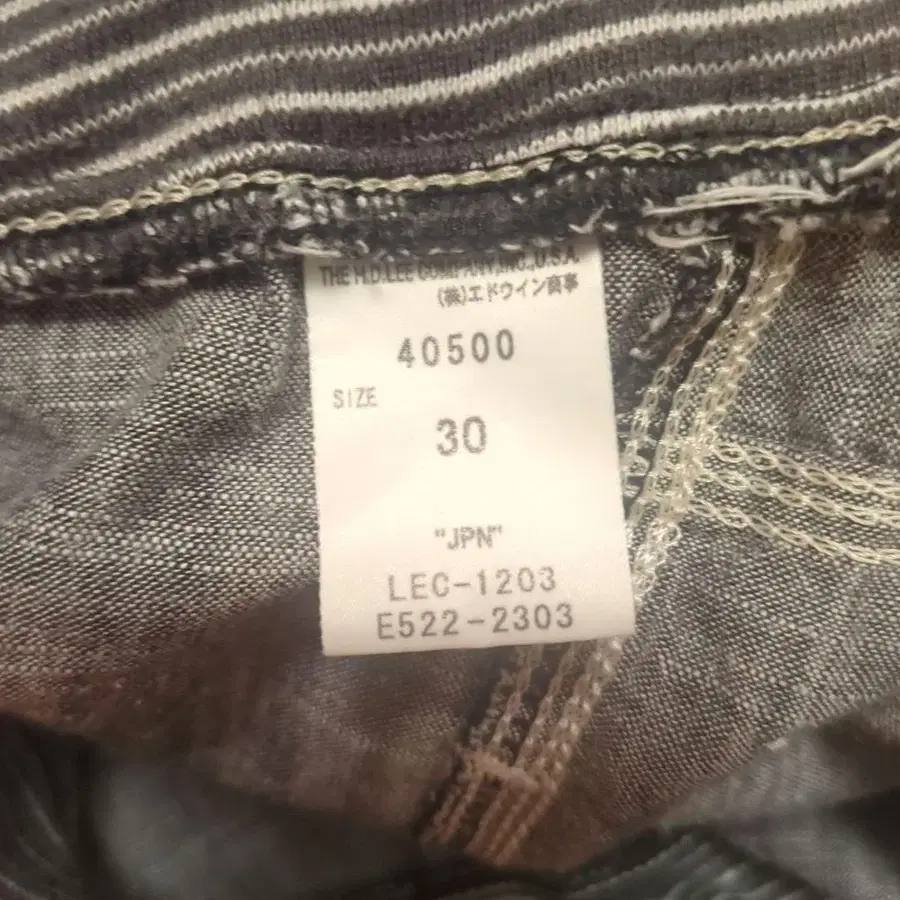 THE H.D.LEE COMPANY,INC.,U.S.A.
(株)エドウイン商事
40500
SIZE
30
"JPN"
LEC-1203
E522-2303